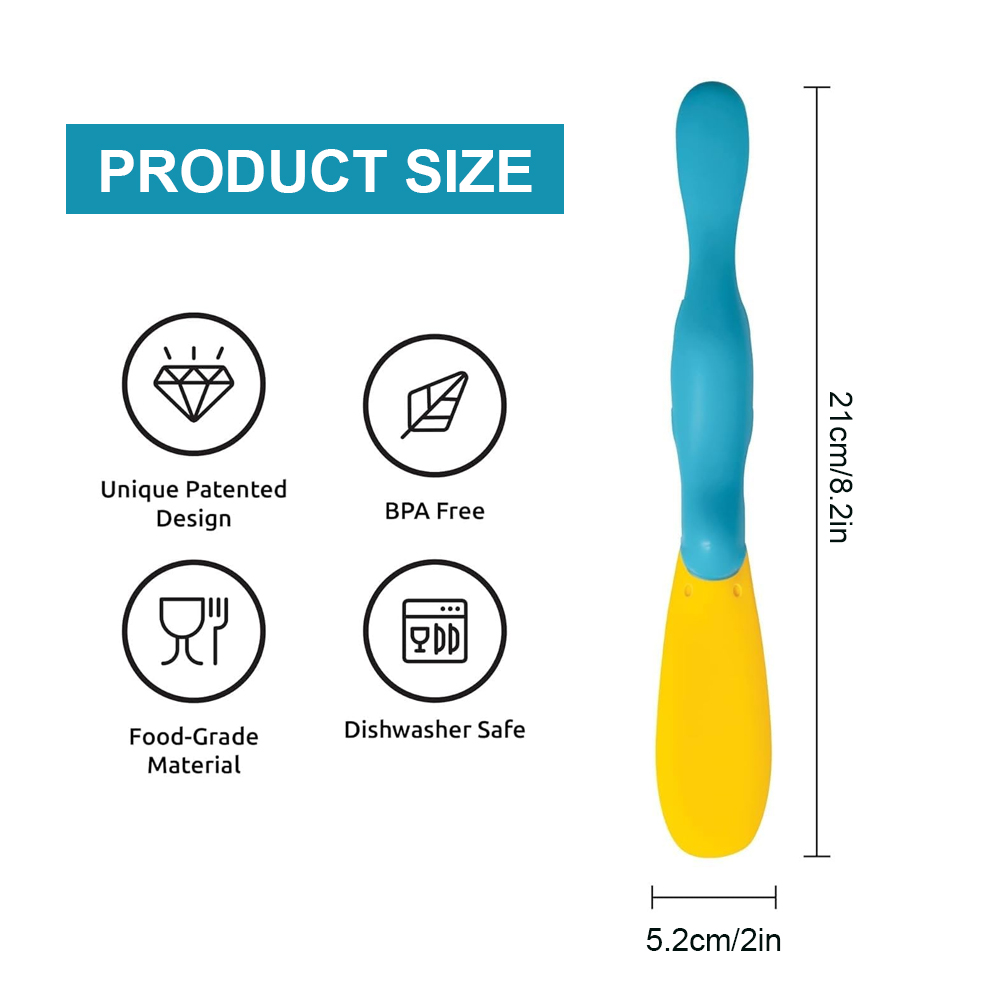 PRODUCT SIZE
Unique Patented
Design
BPA Free
Food-Grade
Material
Dishwasher Safe
21cm/8.2in
5.2cm/2in